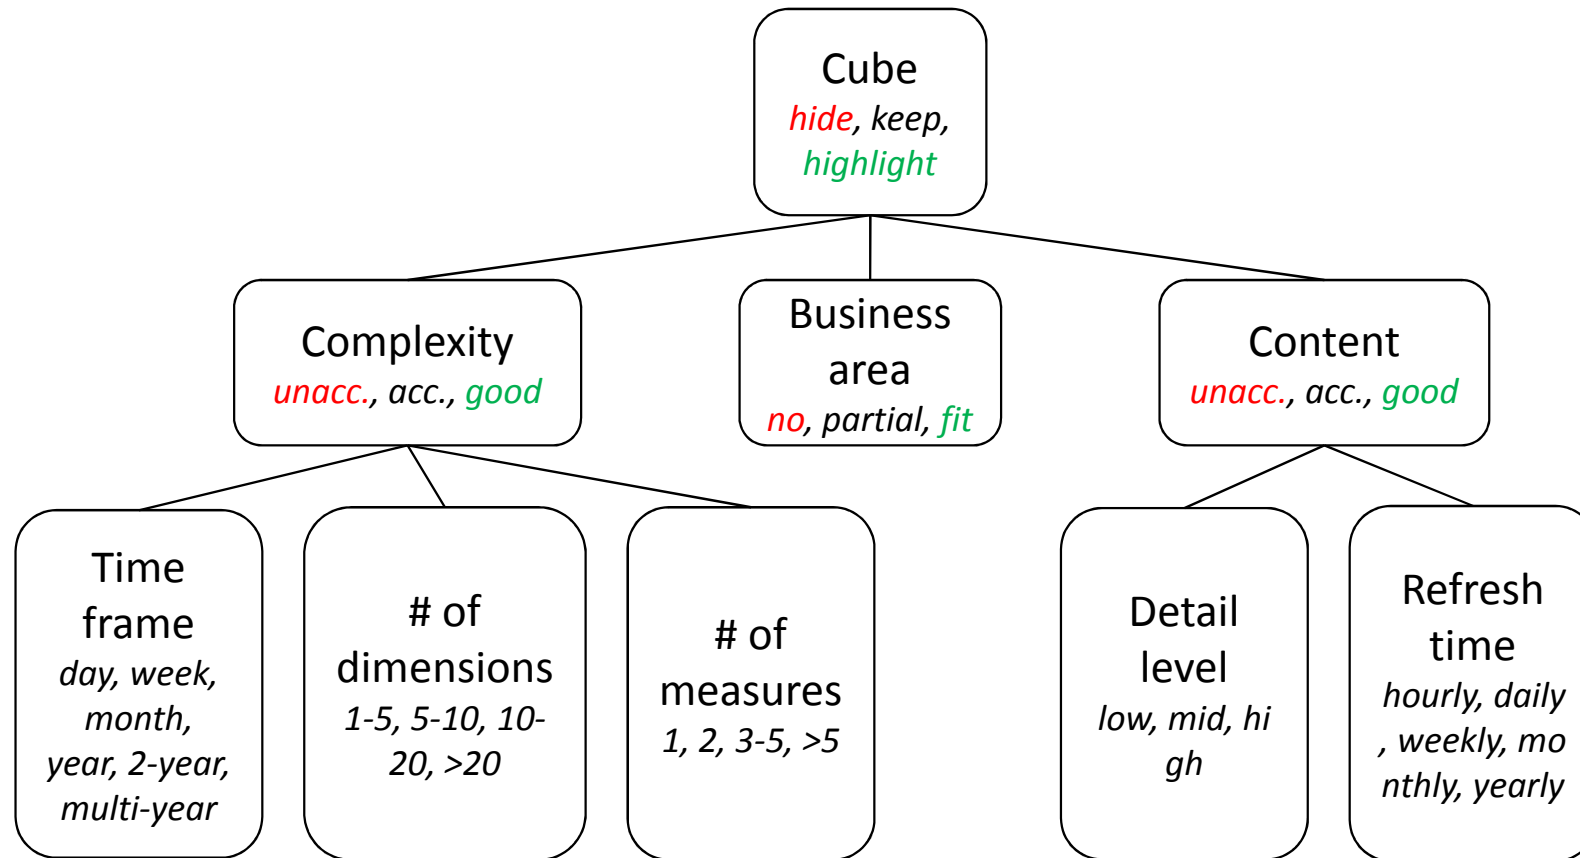 Cube
hide, keep,
highlight
Complexity
unacc., acc., good
Business
area
no, partial, fit
Content
unacc., acc., good
Time
frame
day, week,
month,
year, 2-year,
multi-year
# of
dimensions
1-5, 5-10, 10-
20, >20
# of
measures
1, 2, 3-5, >5
Detail
level
low, mid, hi
gh
Refresh
time
hourly, daily
, weekly, mo
nthly, yearly